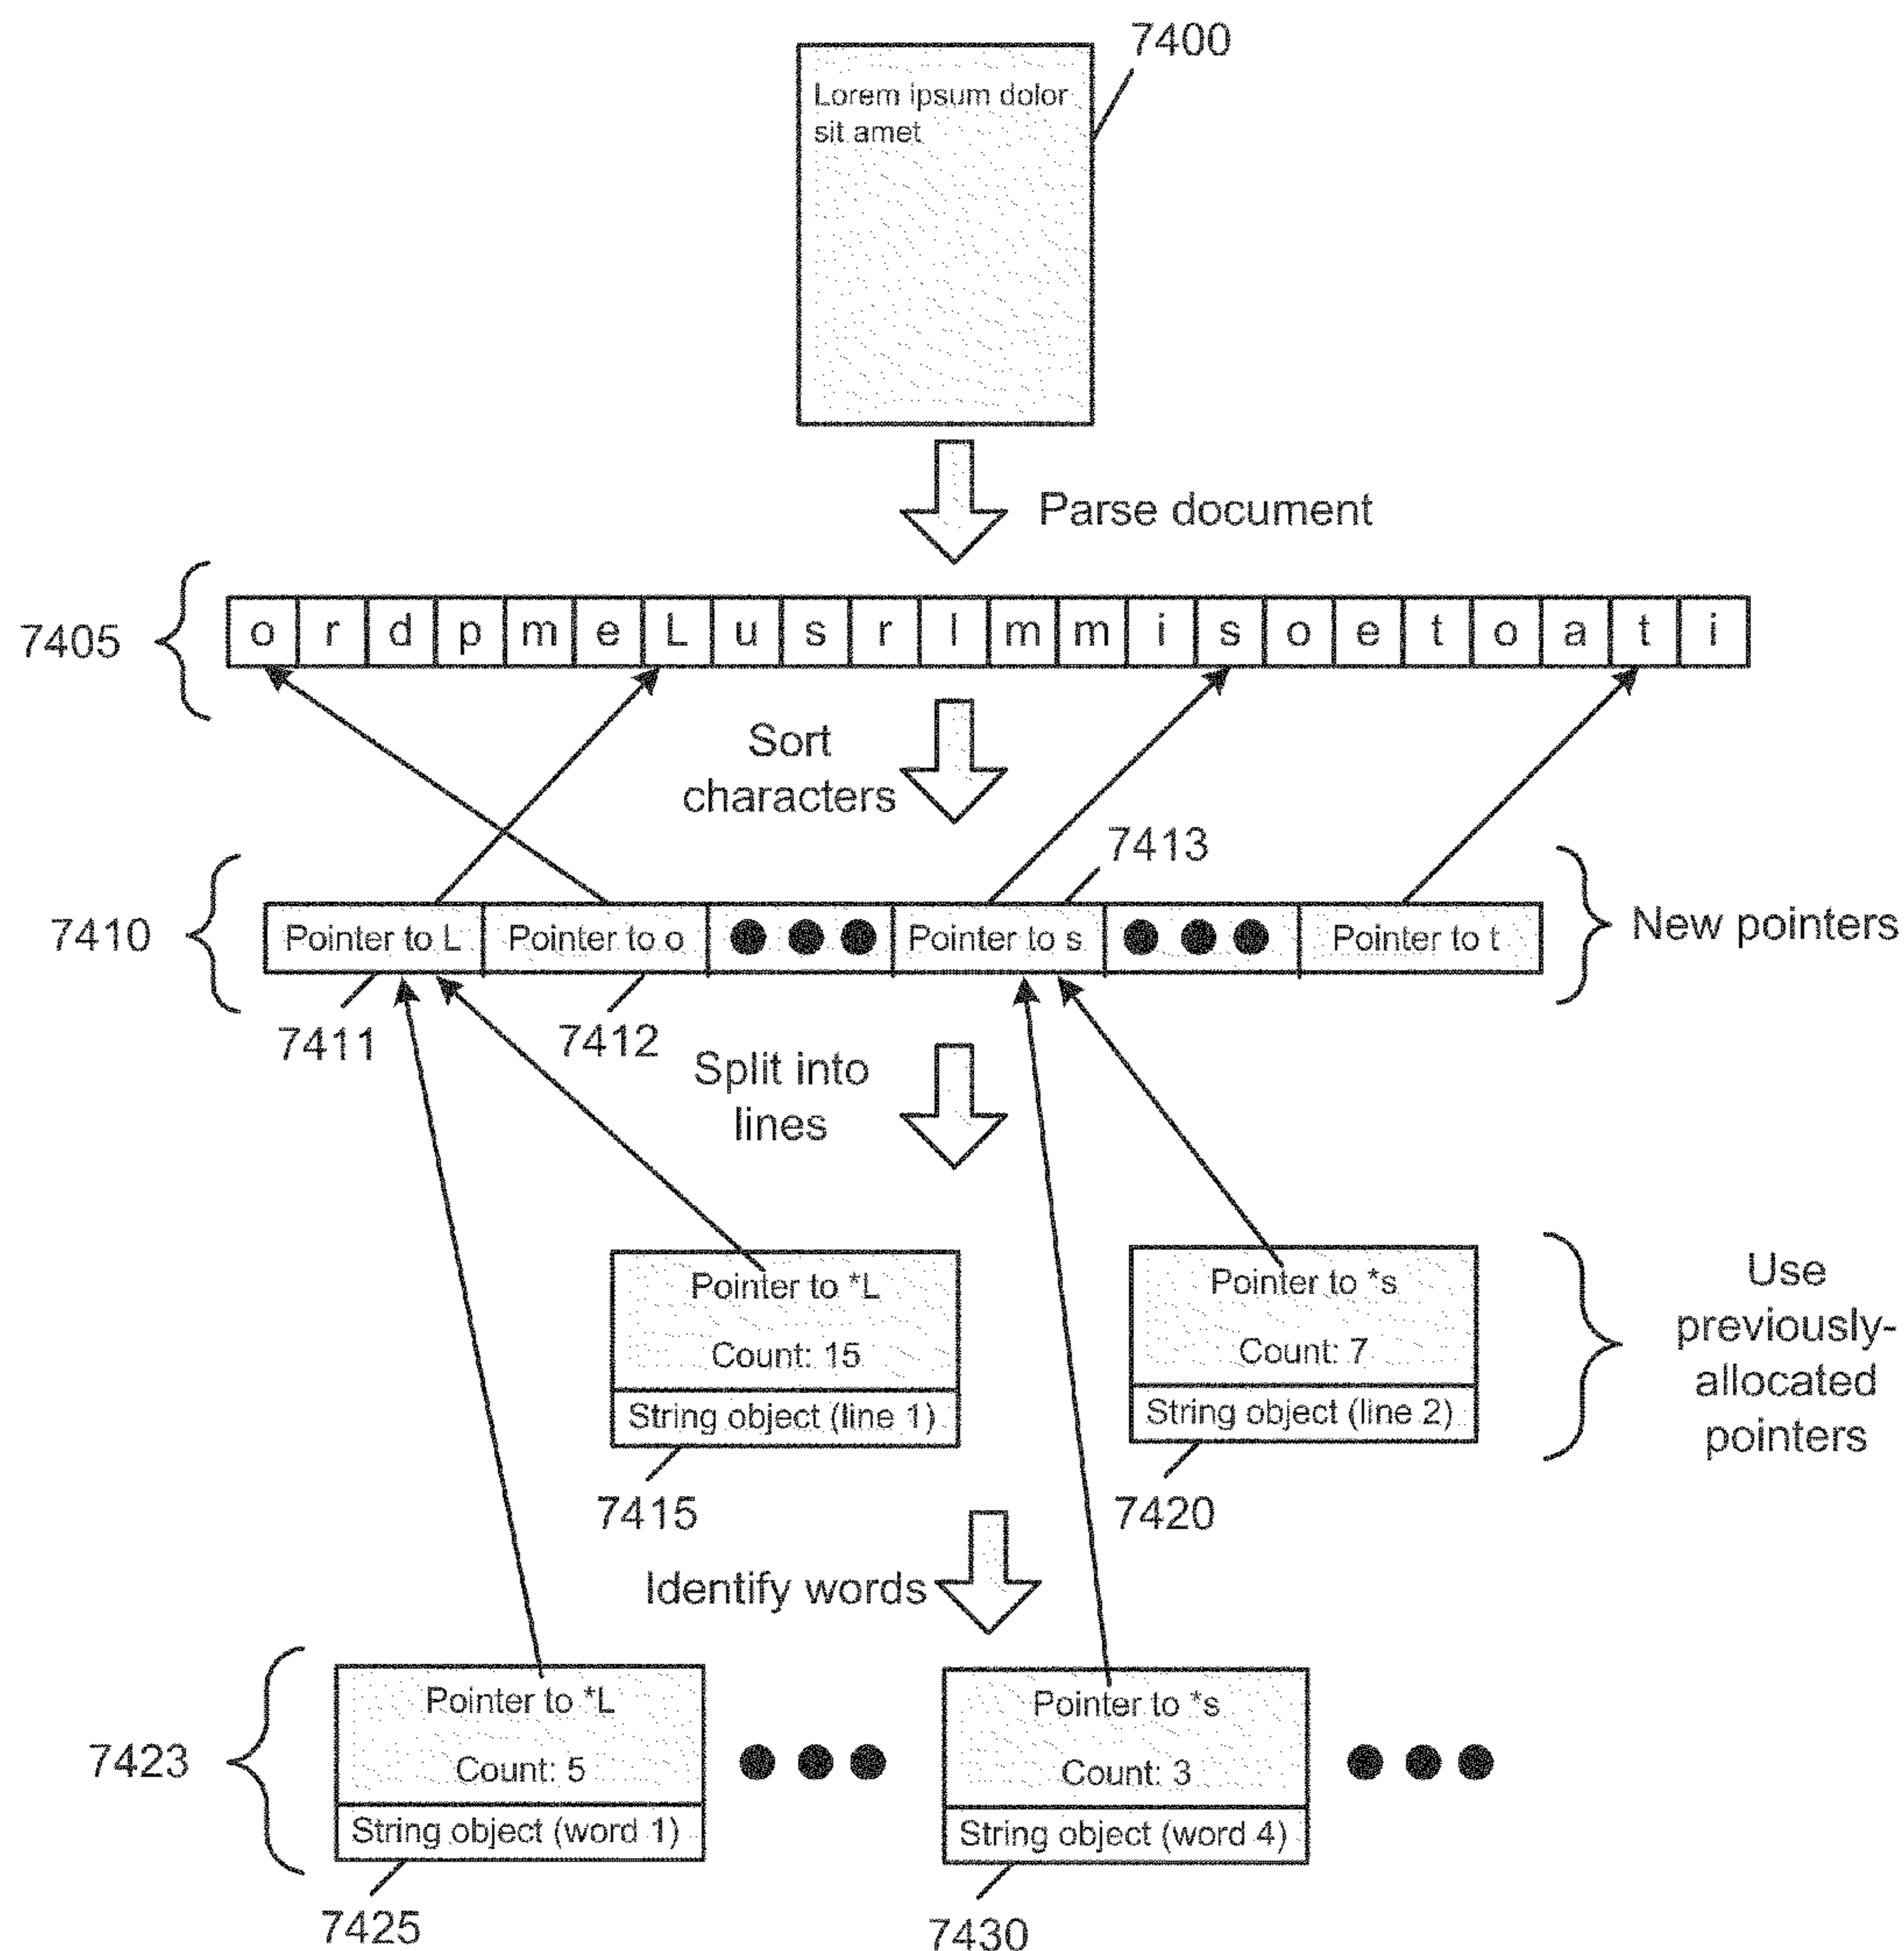 7400
Lorem ipsum dolor
sit amet
Parse document
7405
o r d p m e L u s r l m m i s o e t o a t i
Sort
characters
7413
7410
Pointer to L Pointer to o Pointer to s Pointer to t
New pointers
7411
7412
Split into
lines
Pointer to *L
Count: 15
String object (line 1)
7415
Pointer to *s
Count: 7
String object (line 2)
7420
Use
previously-
allocated
pointers
Identify words
7423
Pointer to *L
Count: 5
String object (word 1)
7425
Pointer to *s
Count: 3
String object (word 4)
7430